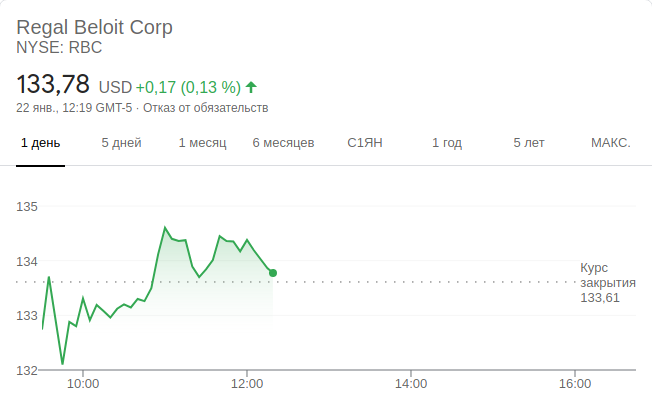 Regal Beloit Corp
NYSE: RBC
133,78 USD +0,17 (0,13 %)
22 янв., 12:19 GMT-5 · Отказ от обязательств
1 день 5 дней 1 месяц 6 месяцев С1ЯН 1 год 5 лет МАКС.
135
134
Курс
закрытия
133,61
133
132
10:00 12:00 14:00 16:00